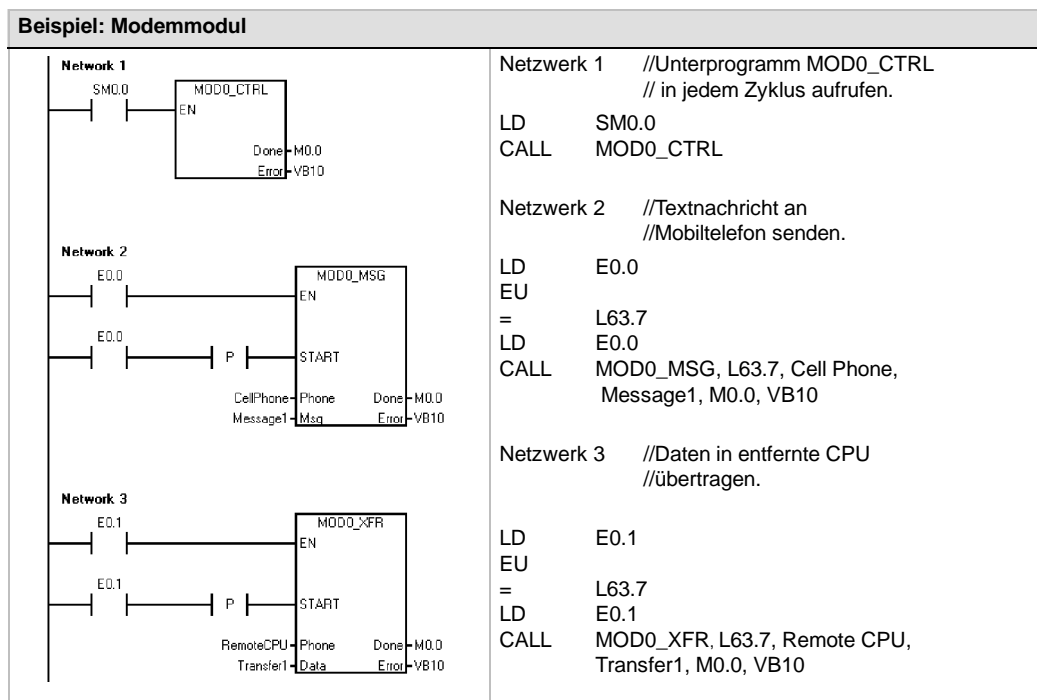 Beispiel: Modemmodul
Network 1
SM0.0
MOD0_CTRL
EN
Done M0.0
Error VB10
Network 2
E0.0
MOD0_MSG
EN
E0.0
P
START
CellPhone Phone Done M0.0
Message1 Msg Error VB10
Network 3
E0.1
MOD0_XFR
EN
E0.1
P
START
RemoteCPU Phone Done M0.0
Transfer1 Data Error VB10
Netzwerk 1 //Unterprogramm MOD0_CTRL
// in jedem Zyklus aufrufen.
LD SM0.0
CALL MOD0_CTRL
Netzwerk 2 //Textnachricht an
//Mobiltelefon senden.
LD E0.0
EU
= L63.7
LD E0.0
CALL MOD0_MSG, L63.7, Cell Phone,
Message1, M0.0, VB10
Netzwerk 3 //Daten in entfernte CPU
//übertragen.
LD E0.1
EU
= L63.7
LD E0.1
CALL MOD0_XFR, L63.7, Remote CPU,
Transfer1, M0.0, VB10